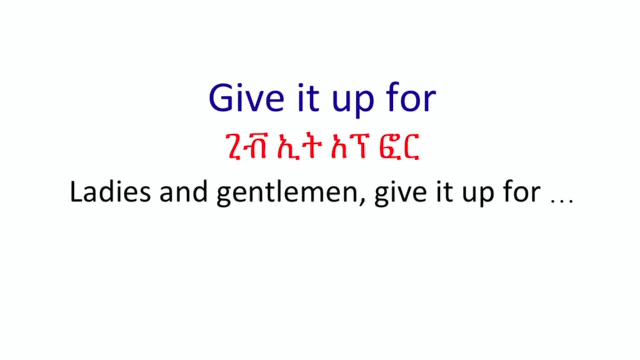 Give it up for
ጊቭ ኢት አፕ ፎር
Ladies and gentlemen, give it up for …